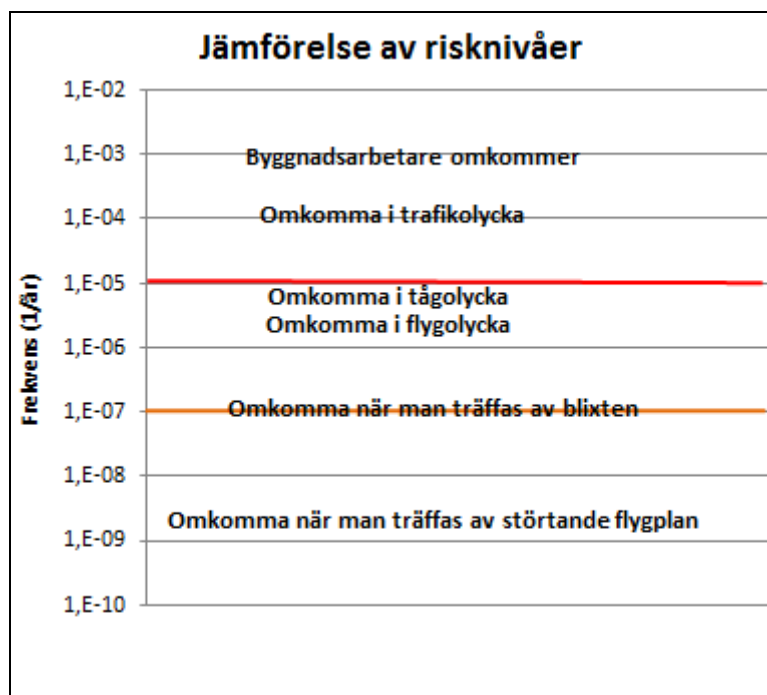 Jämförelse av risknivåer
1,E-02
1,E-03
Byggnadsarbetare omkommer
1,E-04
Omkomma i trafikolycka
1,E-05
Omkomma i tågolycka
Omkomma i flygolycka
1,E-06
1,E-07
Omkomma när man träffas av blixten
1,E-08
Omkomma när man träffas av störtande flygplan
1,E-09
1,E-10
Frekvens (1/år)